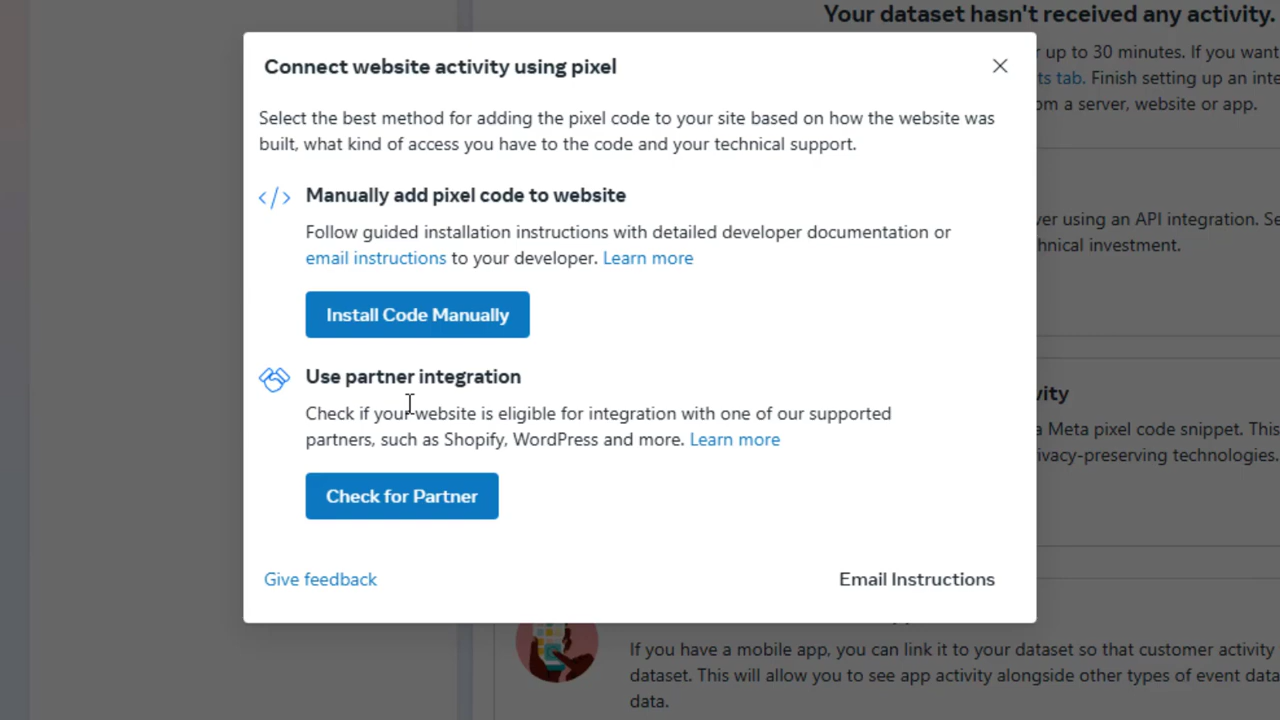 Your dataset hasn't received any activity.
Connect website activity using pixel
up to 30 minutes. If you want
ts tab. Finish setting up an inte
om a server, website or app.
Select the best method for adding the pixel code to your site based on how the website was
built, what kind of access you have to the code and your technical support.
</> Manually add pixel code to website
ver using an API integration. Se
Follow guided installation instructions with detailed developer documentation or
hnical investment.
email instructions to your developer. Learn more
Install Code Manually
Use partner integration
vity
Check if your website is eligible for integration with one of our supported
a Meta pixel code snippet. This
partners, such as Shopify, WordPress and more. Learn more
ivacy-preserving technologies.
Check for Partner
Give feedback
Email Instructions
If you have a mobile app, you can link it to your dataset so that customer activity
dataset. This will allow you to see app activity alongside other types of event data
data.